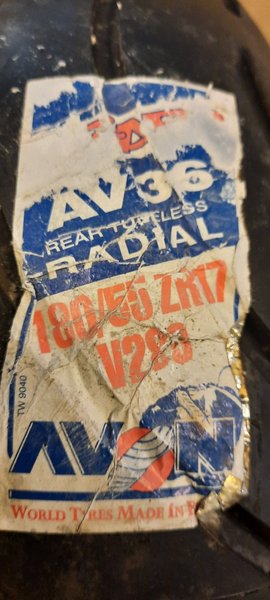 AV36
REAR TUBELESS
RADIAL
180/55 ZR17
V293
TW 9040
AVON
WORLD TYRES MADE IN